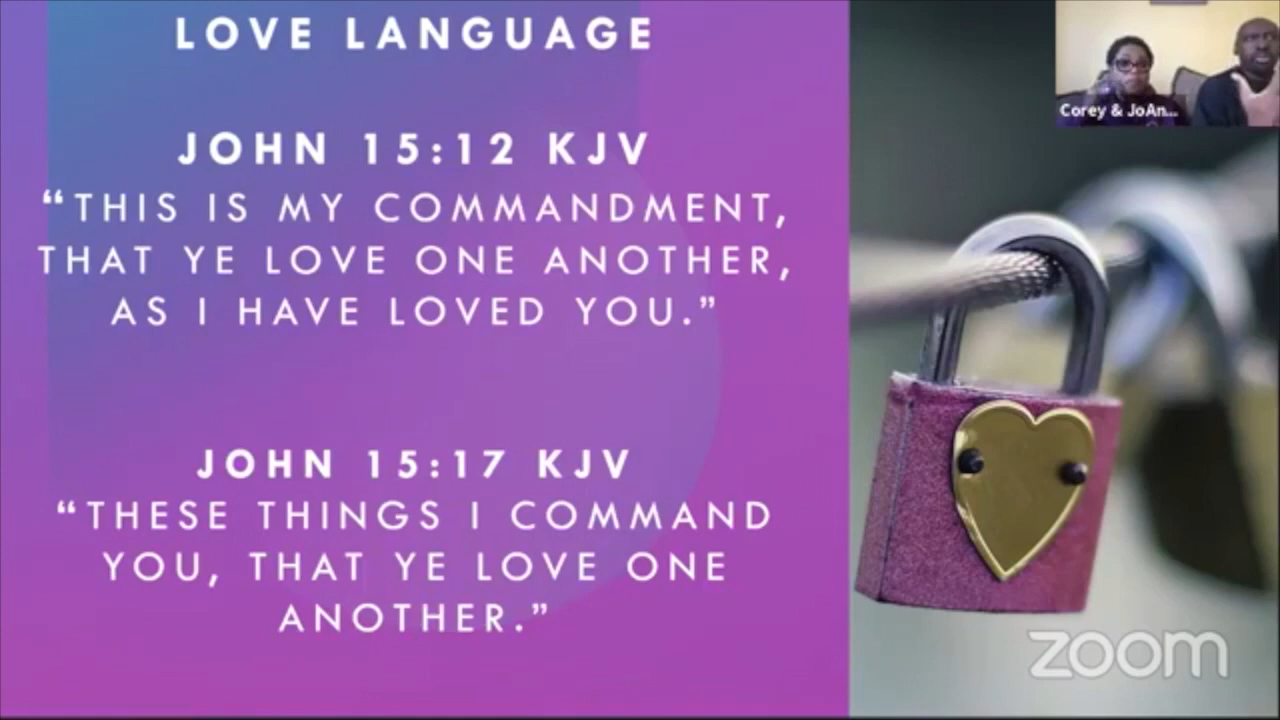 LOVE LANGUAGE
JOHN 15:12 KJV
“THIS IS MY COMMANDMENT,
THAT YE LOVE ONE ANOTHER,
AS I HAVE LOVED YOU.”
JOHN 15:17 KJV
“THESE THINGS I COMMAND
YOU, THAT YE LOVE ONE
ANOTHER.”
Corey & JoAn...
zoom